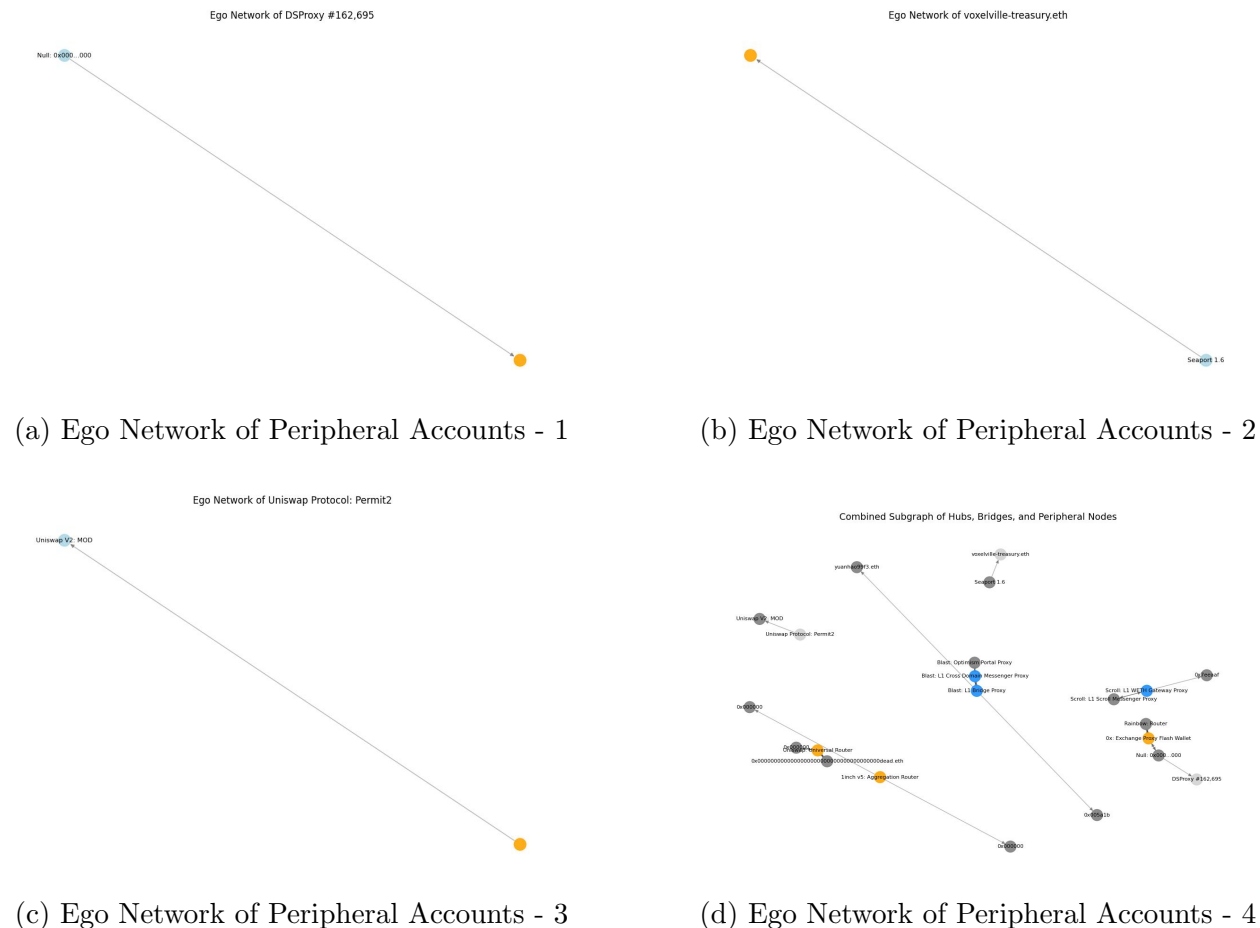 Ego Network of DSProxy #162,695
Null: 0x000...000
(a) Ego Network of Peripheral Accounts - 1
Ego Network of voxelville-treasury.eth
Seaport 1.6
(b) Ego Network of Peripheral Accounts - 2
Ego Network of Uniswap Protocol: Permit2
Uniswap V2: MOD
(c) Ego Network of Peripheral Accounts - 3
Combined Subgraph of Hubs, Bridges, and Peripheral Nodes
voxelville-treasury.eth
yuanhao95f3.eth
Seaport 1.6
Uniswap V2: MOD
Uniswap Protocol: Permit2
Blast: Optimism Portal Proxy
Blast: L1 Cross Domain Messenger Proxy
Blast: L1 Bridge Proxy
Scroll: L1 WETH Gateway Proxy
Scroll: L1 Scroll Messenger Proxy
0x000000
Rainbow: Router
0x: Exchange Proxy Flash Wallet
Uniswap: Universal Router
Null: 0x000...000
1inch v5: Aggregation Router
DSProxy #162,695
0x005a1b
0x000000
(d) Ego Network of Peripheral Accounts - 4